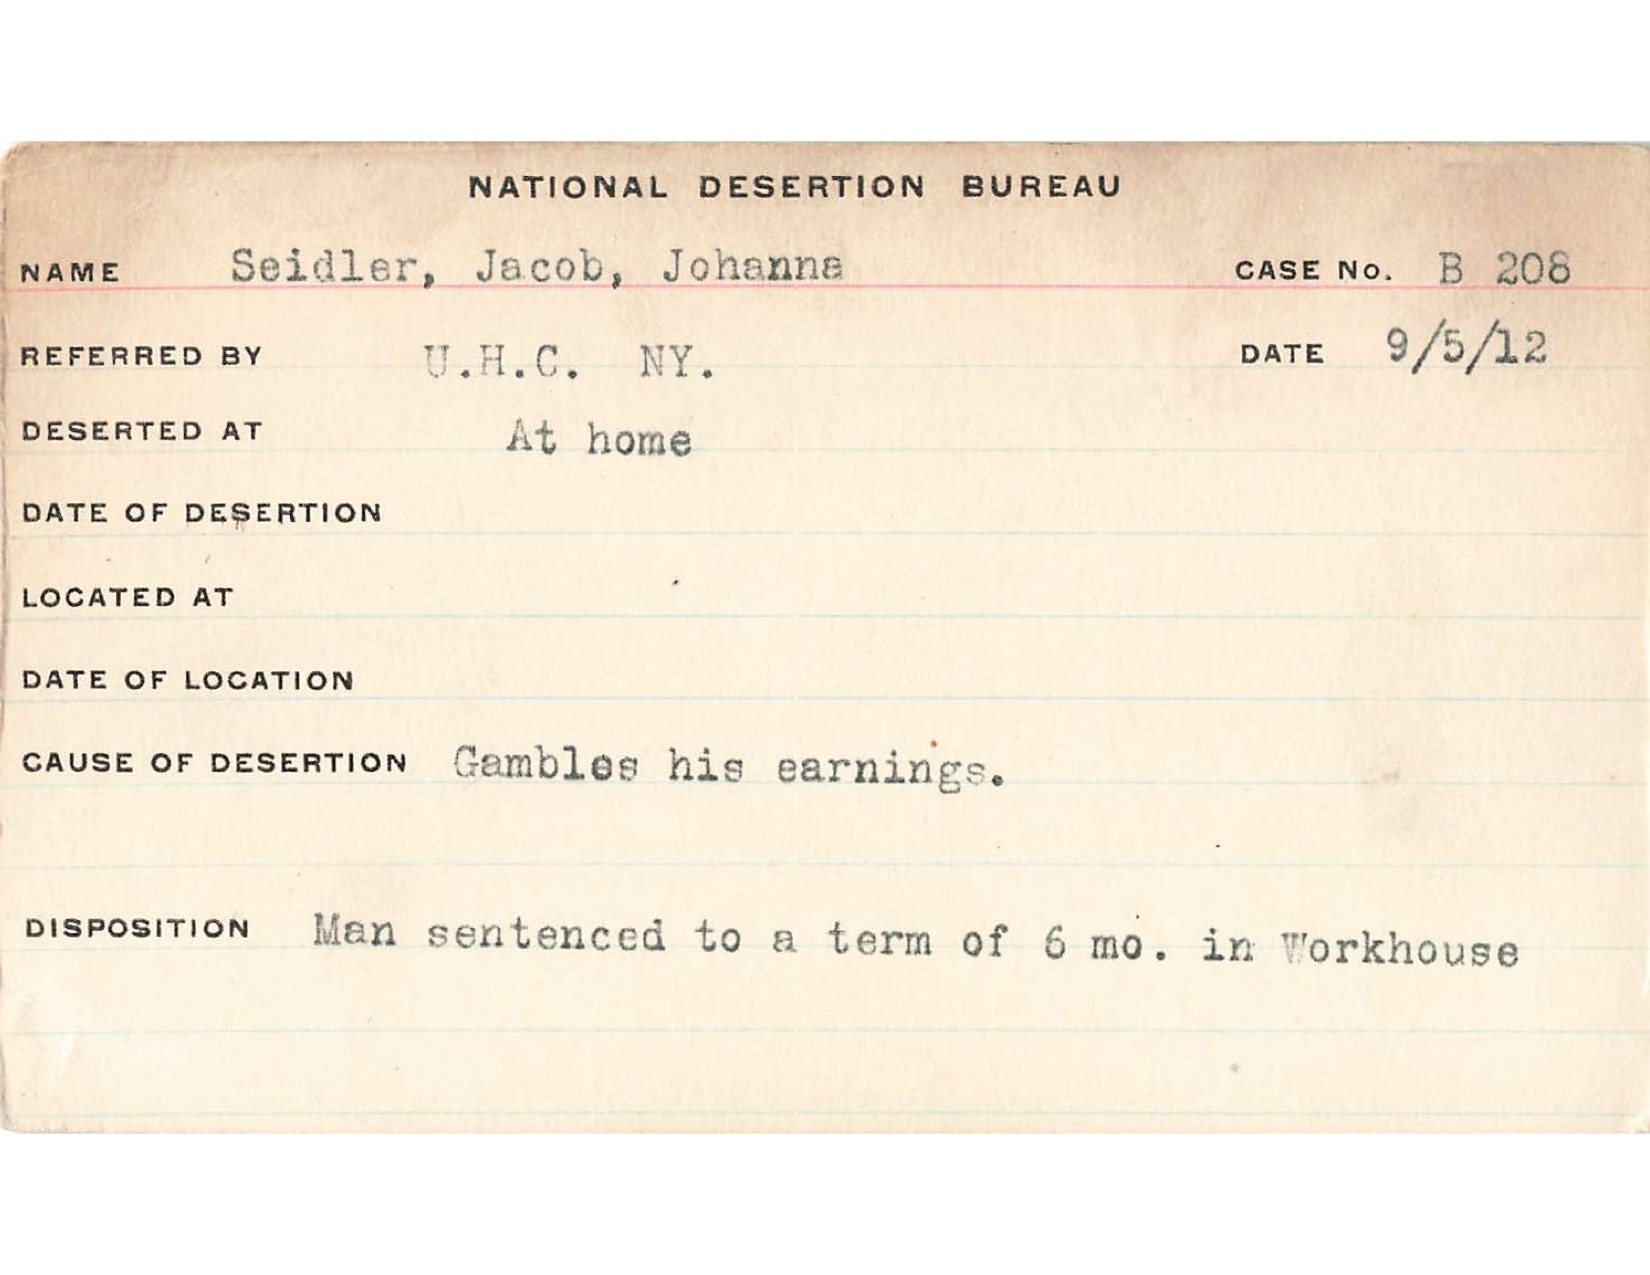 NATIONAL DESERTION BUREAU
NAME Seidler, Jacob, Johanna CASE No. B 208
REFERRED BY U.H.C. NY. DATE 9/5/12
DESERTED AT At home
DATE OF DESERTION
LOCATED AT
DATE OF LOCATION
CAUSE OF DESERTION Gambles his earnings.
DISPOSITION Man sentenced to a term of 6 mo. in Workhouse